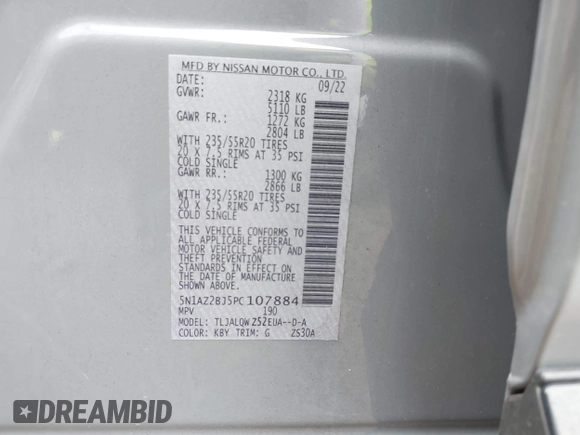 MFD BY NISSAN MOTOR CO., LTD.
DATE: 09/22
GVWR: 2318 KG
5110 LB
GAWR FR.: 1272 KG
2804 LB
WITH 235/55R20 TIRES
20 X 7.5 RIMS AT 35 PSI
COLD SINGLE
GAWR RR.: 1300 KG
2866 LB
WITH 235/55R20 TIRES
20 X 7.5 RIMS AT 35 PSI
COLD SINGLE
THIS VEHICLE CONFORMS TO
ALL APPLICABLE FEDERAL
MOTOR VEHICLE SAFETY AND
THEFT PREVENTION
STANDARDS IN EFFECT ON
THE DATE OF MANUFACTURE
SHOWN ABOVE.
5N1AZ2BJ5PC107884
MPV 190
MODEL: TLJALQWZ52EUA--D-A
COLOR: KBY TRIM: G Z530A
DREAMBID